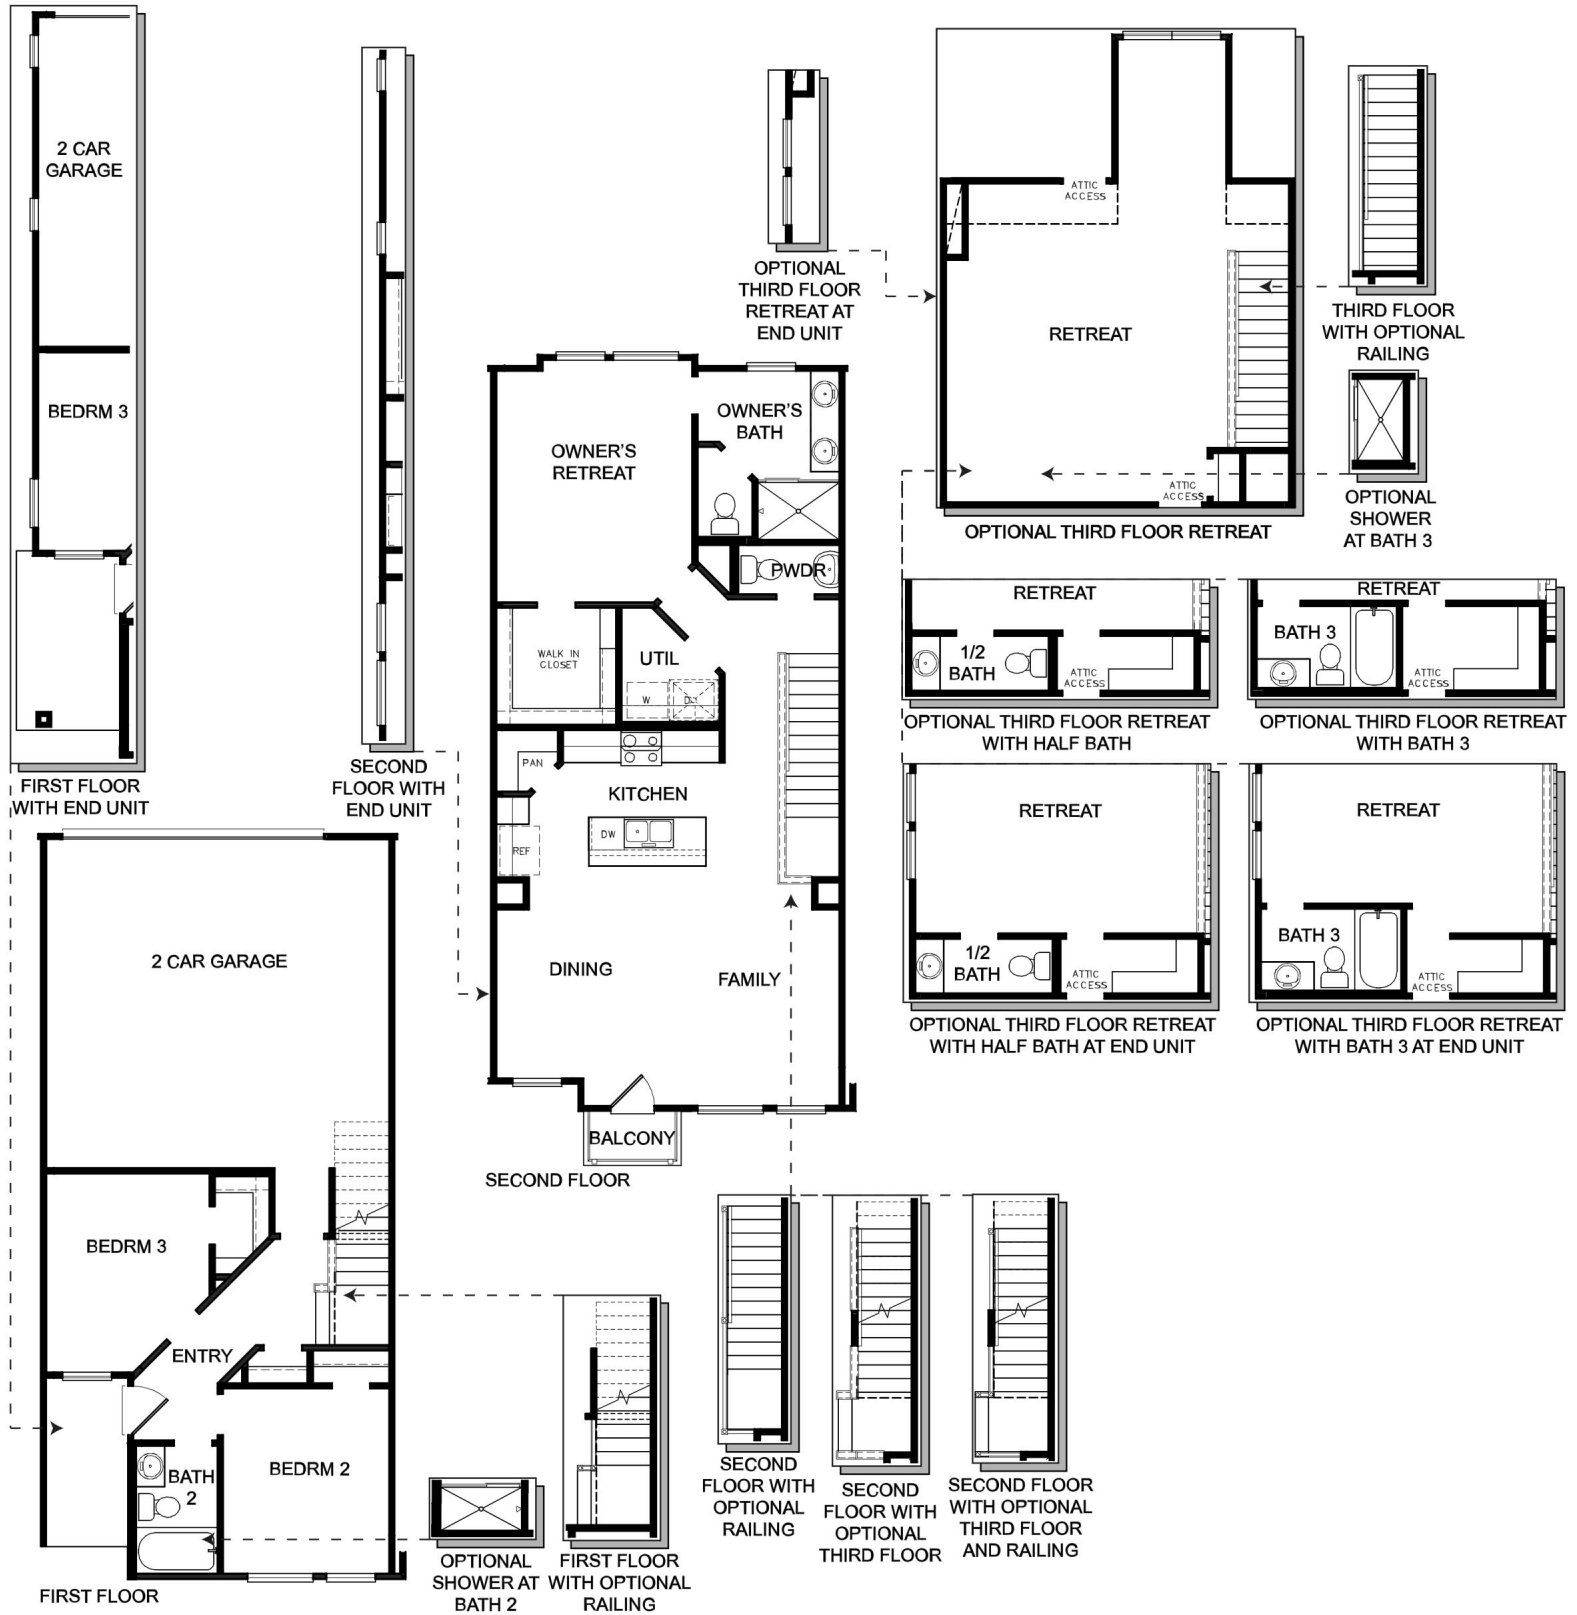 2 CAR
GARAGE
BEDRM 3
FIRST FLOOR
WITH END UNIT
SECOND
FLOOR WITH
END UNIT
OPTIONAL
THIRD FLOOR
RETREAT AT
END UNIT
ATTIC
ACCESS
RETREAT
ATTIC
ACCESS
OPTIONAL THIRD FLOOR RETREAT
THIRD FLOOR
WITH OPTIONAL
RAILING
OPTIONAL
SHOWER
AT BATH 3
OWNER'S
RETREAT
OWNER'S
BATH
PWDR
WALK IN
CLOSET
UTIL
W
D
PAN
KITCHEN
DW
REF
DINING
FAMILY
BALCONY
SECOND FLOOR
RETREAT
1/2
BATH
ATTIC
ACCESS
OPTIONAL THIRD FLOOR RETREAT
WITH HALF BATH
RETREAT
BATH 3
ATTIC
ACCESS
OPTIONAL THIRD FLOOR RETREAT
WITH BATH 3
RETREAT
1/2
BATH
ATTIC
ACCESS
OPTIONAL THIRD FLOOR RETREAT
WITH HALF BATH AT END UNIT
RETREAT
BATH 3
ATTIC
ACCESS
OPTIONAL THIRD FLOOR RETREAT
WITH BATH 3 AT END UNIT
2 CAR GARAGE
BEDRM 3
ENTRY
BATH
2
BEDRM 2
FIRST FLOOR
OPTIONAL
SHOWER AT
BATH 2
FIRST FLOOR
WITH OPTIONAL
RAILING
SECOND
FLOOR WITH
OPTIONAL
RAILING
SECOND
FLOOR WITH
OPTIONAL
THIRD FLOOR
SECOND FLOOR
WITH OPTIONAL
THIRD FLOOR
AND RAILING